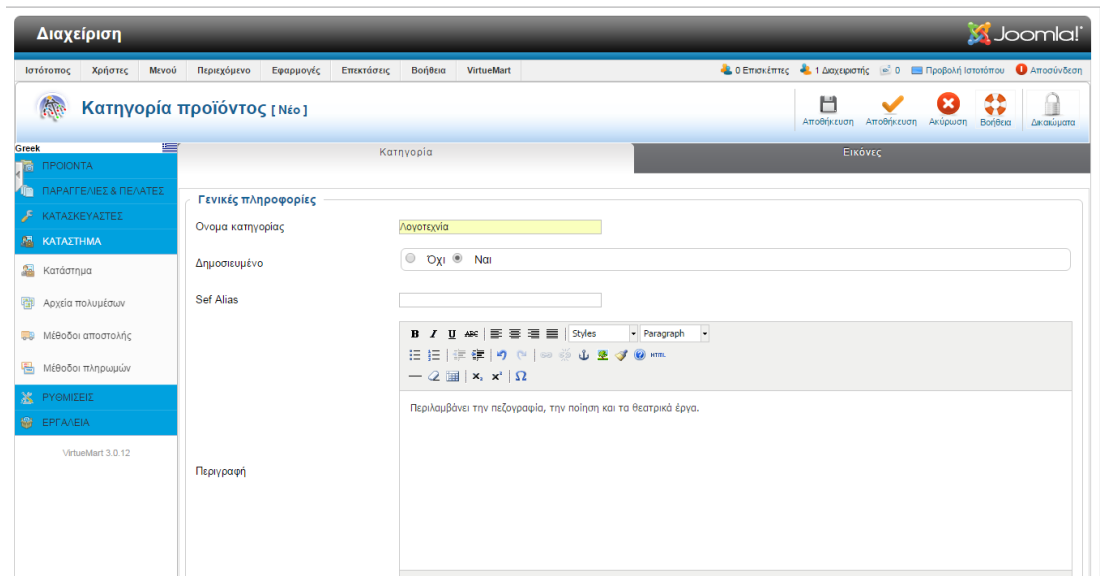 Διαχείριση
Joomla!
Ιστότοπος Χρήστες Μενού Περιεχόμενο Εφαρμογές Επεκτάσεις Βοήθεια VirtueMart 0 Επισκέπτες 1 Διαχειριστής 0 Προβολή Ιστοτόπου Αποσύνδεση
Κατηγορία προϊόντος [ Νέο ]
Αποθήκευση Αποθήκευση Ακύρωση Βοήθεια Δικαιώματα
Greek
ΠΡΟΙΟΝΤΑ
ΠΑΡΑΓΓΕΛΙΕΣ & ΠΕΛΑΤΕΣ
ΚΑΤΑΣΚΕΥΑΣΤΕΣ
ΚΑΤΑΣΤΗΜΑ
Κατάστημα
Αρχεία πολυμέσων
Μέθοδοι αποστολής
Μέθοδοι πληρωμών
ΡΥΘΜΙΣΕΙΣ
ΕΡΓΑΛΕΙΑ
VirtueMart 3.0.12
Κατηγορία Εικόνες
Γενικές πληροφορίες
Ονομα κατηγορίας Λογοτεχνία
Δημοσιευμένο Όχι Ναι
Sef Alias
B I U ABC Styles Paragraph
HTML
x, x² Ω
Περιλαμβάνει την πεζογραφία, την ποίηση και τα θεατρικά έργα.
Περιγραφή